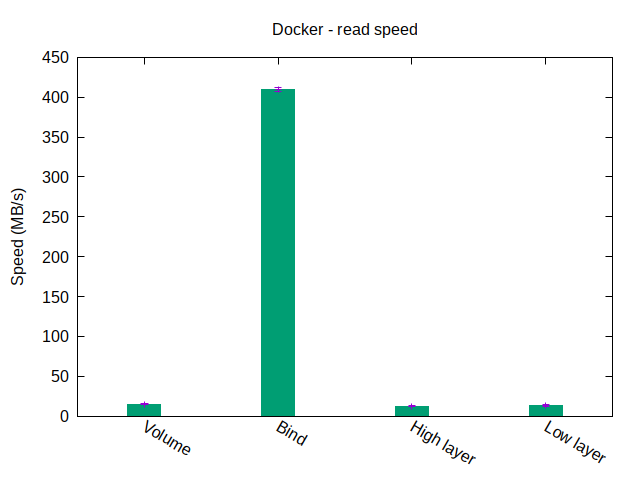 Docker - read speed
450
400
350
300
250
200
150
100
50
0
Speed (MB/s)
Volume
Bind
High layer
Low layer